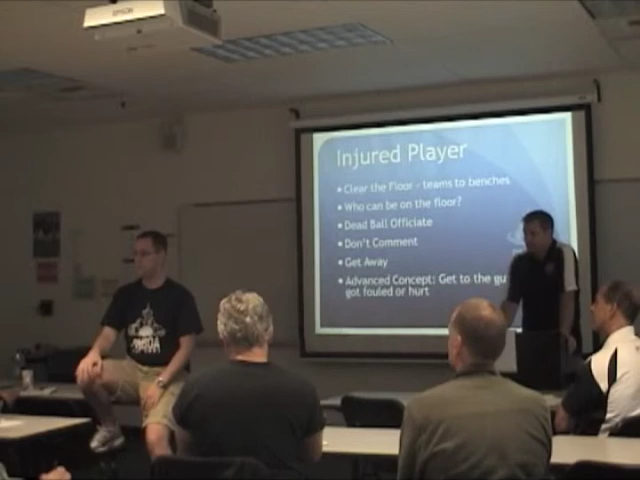 EPSON
Injured Player
• Clear the Floor - teams to benches
• Who can be on the floor?
• Dead Ball Officiate
• Don't Comment
• Get Away
• Advanced Concept: Get to the gu
got fouled or hurt